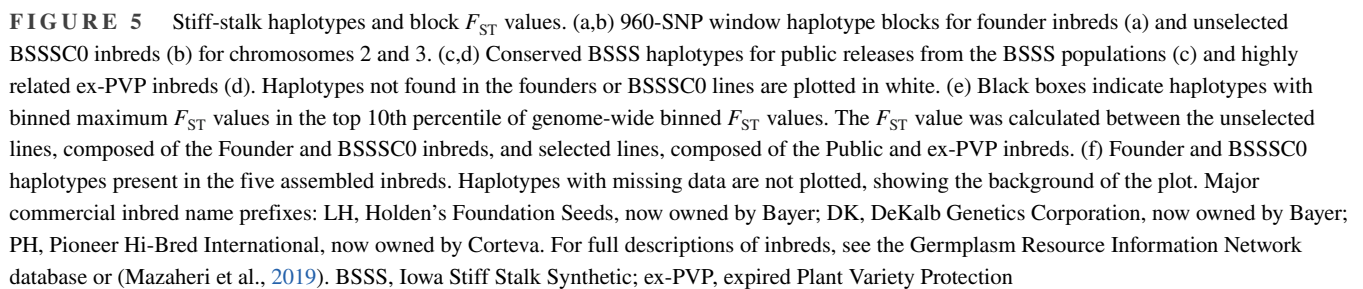 FIGURE 5 Stiff-stalk haplotypes and block FST values. (a,b) 960-SNP window haplotype blocks for founder inbreds (a) and unselected
BSSSC0 inbreds (b) for chromosomes 2 and 3. (c,d) Conserved BSSS haplotypes for public releases from the BSSS populations (c) and highly
related ex-PVP inbreds (d). Haplotypes not found in the founders or BSSSC0 lines are plotted in white. (e) Black boxes indicate haplotypes with
binned maximum FST values in the top 10th percentile of genome-wide binned FST values. The FST value was calculated between the unselected
lines, composed of the Founder and BSSSC0 inbreds, and selected lines, composed of the Public and ex-PVP inbreds. (f) Founder and BSSSC0
haplotypes present in the five assembled inbreds. Haplotypes with missing data are not plotted, showing the background of the plot. Major
commercial inbred name prefixes: LH, Holden’s Foundation Seeds, now owned by Bayer; DK, DeKalb Genetics Corporation, now owned by Bayer;
PH, Pioneer Hi-Bred International, now owned by Corteva. For full descriptions of inbreds, see the Germplasm Resource Information Network
database or (Mazaheri et al., 2019). BSSS, Iowa Stiff Stalk Synthetic; ex-PVP, expired Plant Variety Protection